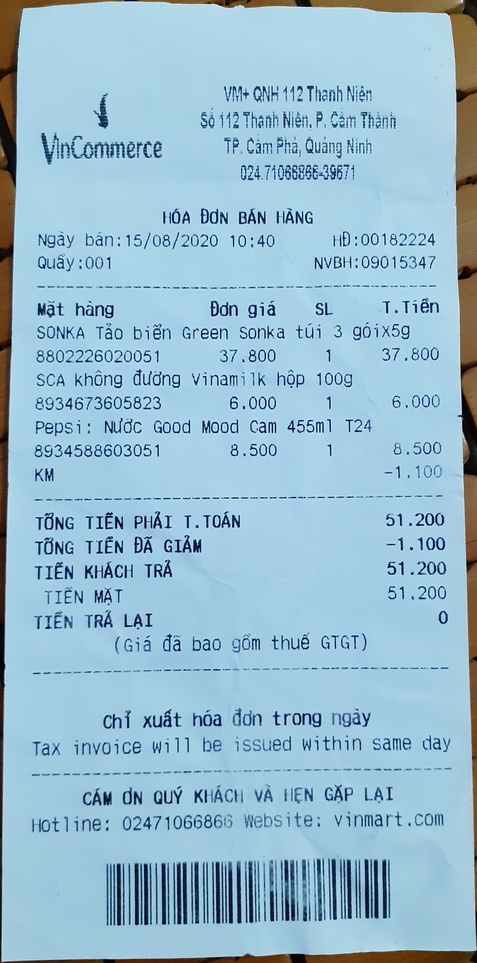 VinCommerce
VM+ QNH 112 Thanh Niên
Số 112 Thanh Niên, P. Cẩm Thành
TP. Cẩm Phả, Quảng Ninh
024.71066866-39671
HÓA ĐƠN BÁN HÀNG
Ngày bán:15/08/2020 10:40 HĐ:00182224
Quầy:001 NVBH:09015347
Mặt hàng Đơn giá SL T.Tiền
SONKA Tảo biển Green Sonka túi 3 góix5g
8802226020051 37.800 1 37.800
SCA không đường Vinamilk hộp 100g
8934673605823 6.000 1 6.000
Pepsi: Nước Good Mood Cam 455ml T24
8934588603051 8.500 1 8.500
KM -1.100
TỔNG TIỀN PHẢI T.TOÁN 51.200
TỔNG TIỀN ĐÃ GIẢM -1.100
TIỀN KHÁCH TRẢ 51.200
TIỀN MẶT 51.200
TIỀN TRẢ LẠI 0
(Giá đã bao gồm thuế GTGT)
Chỉ xuất hóa đơn trong ngày
Tax invoice will be issued within same day
CẢM ƠN QUÝ KHÁCH VÀ HẸN GẶP LẠI
Hotline: 02471066866 Website: vinmart.com